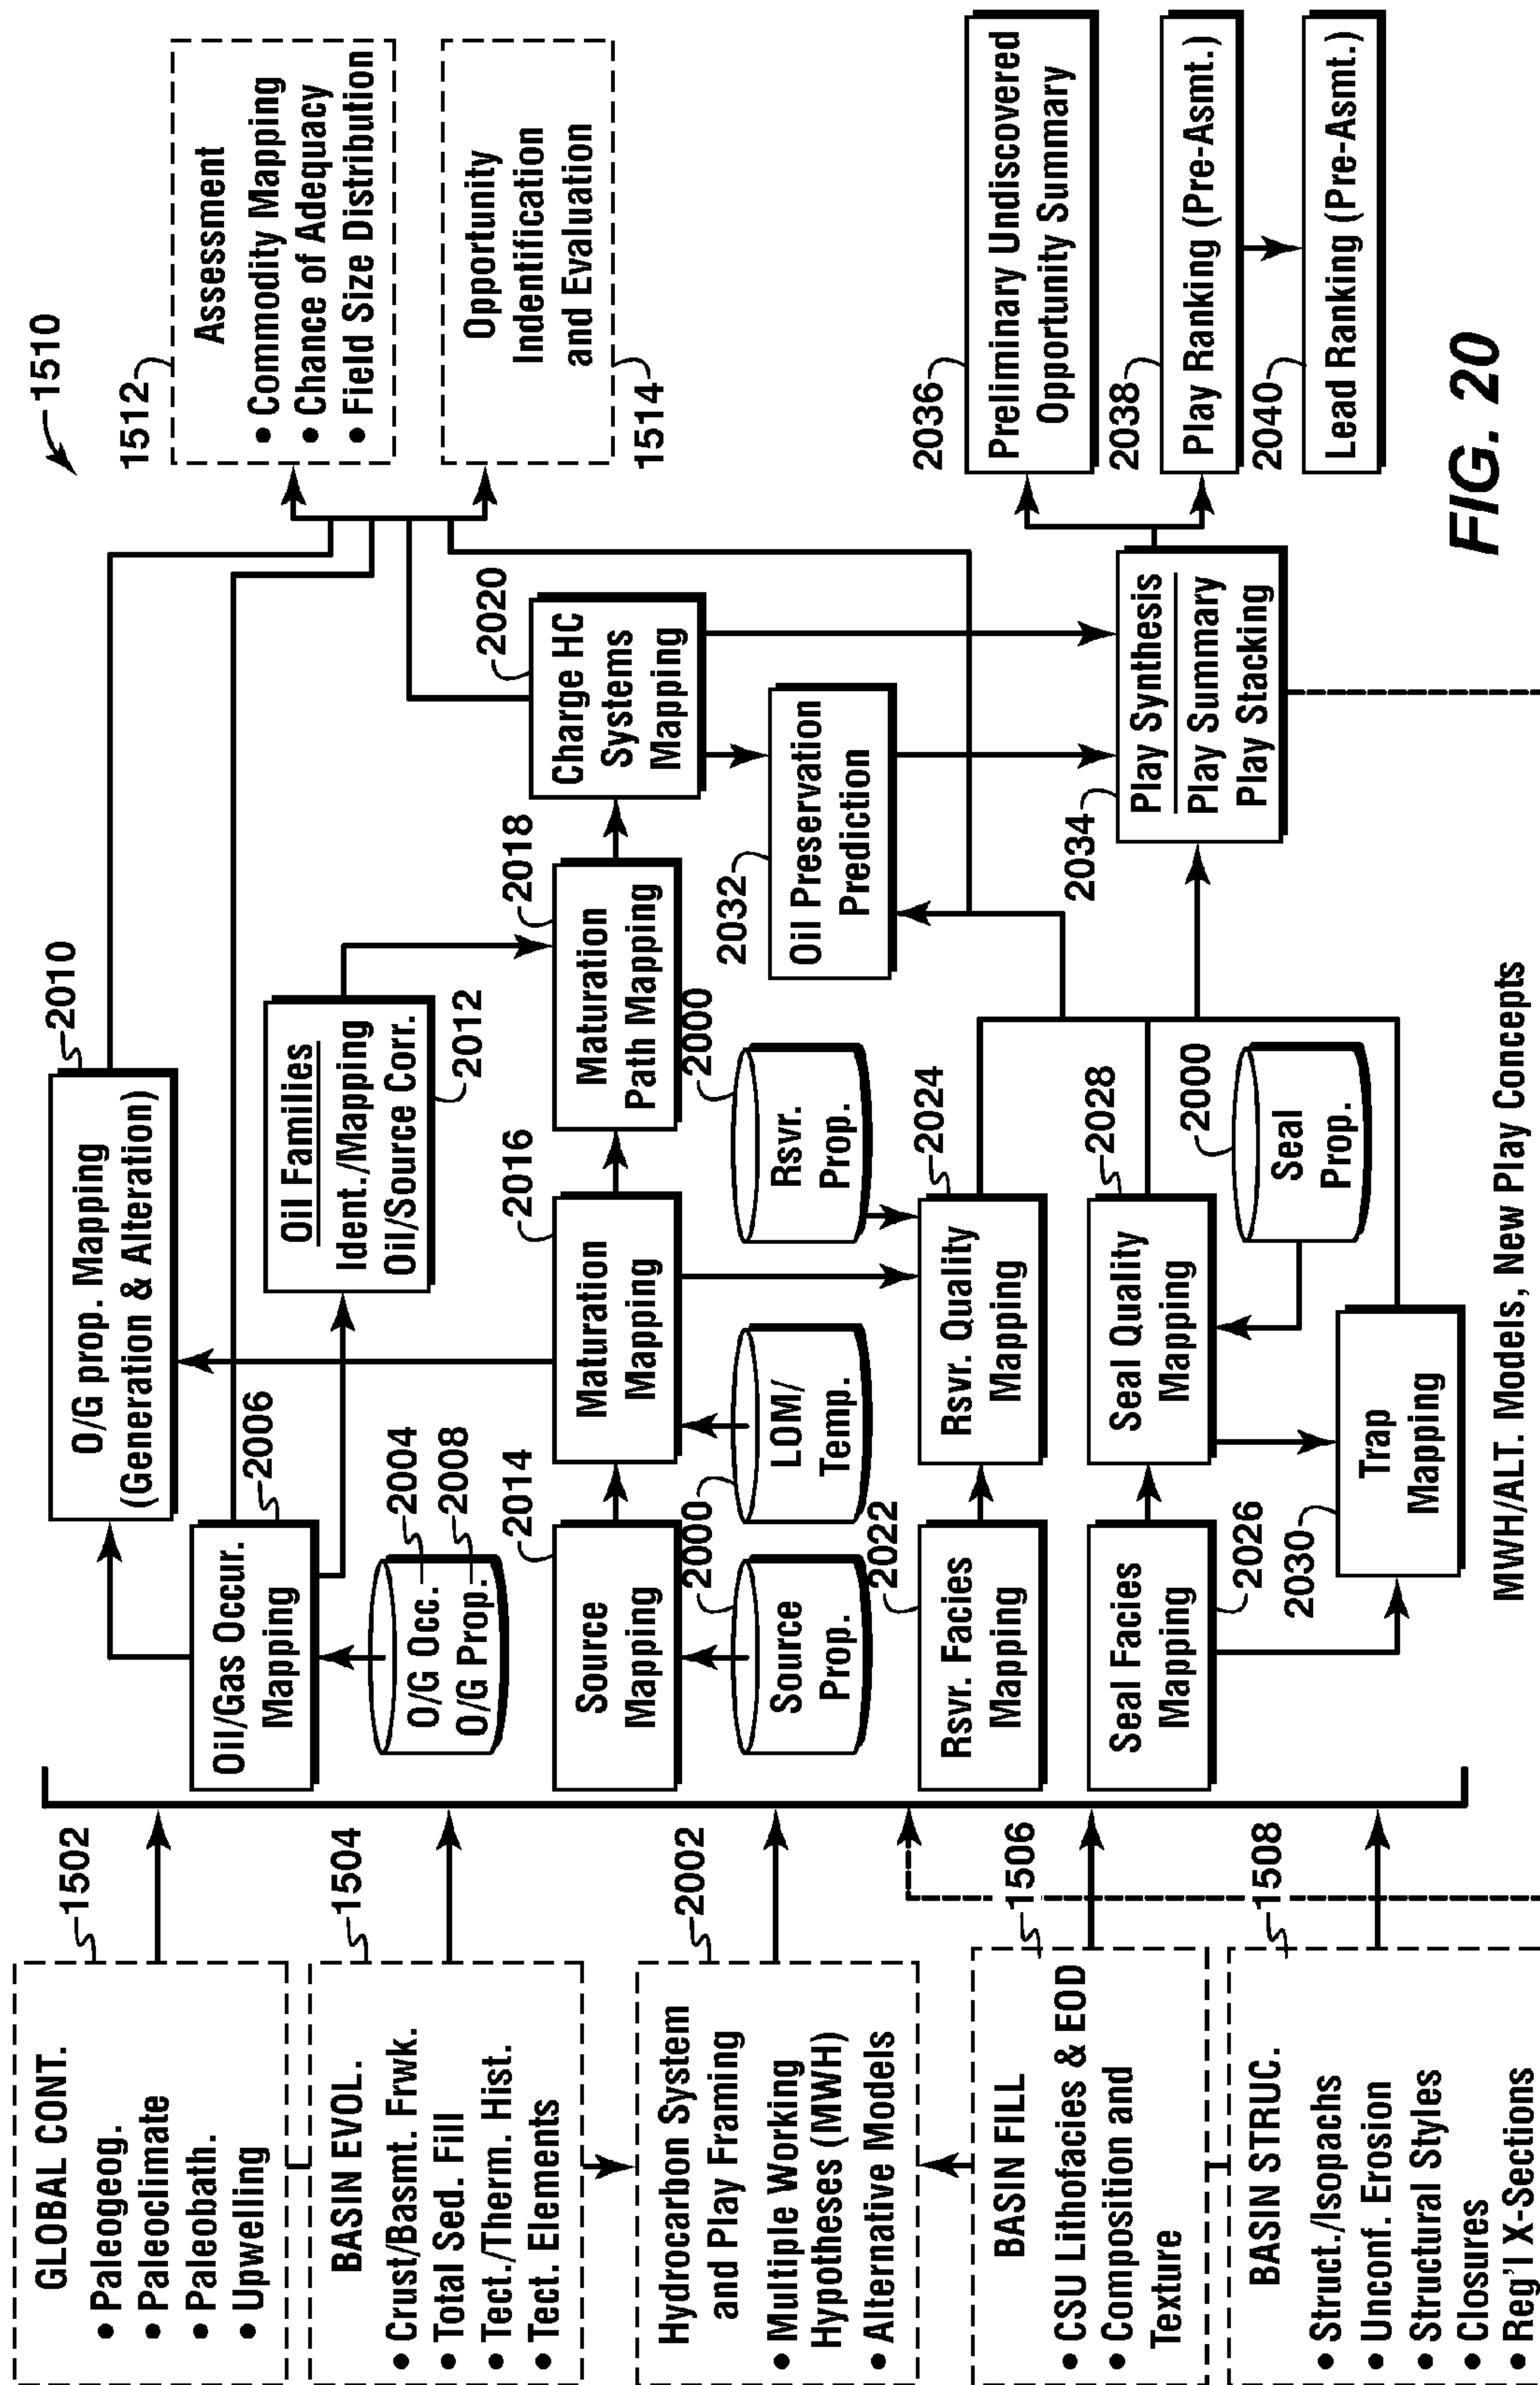 1510
GLOBAL CONT.
• Paleogeog.
• Paleoclimate
• Paleobath.
• Upwelling
1502
BASIN EVOL.
• Crust/Basmt. Frwk.
• Total Sed. Fill
• Tect./Therm. Hist.
• Tect. Elements
1504
Hydrocarbon System
and Play Framing
• Multiple Working
Hypotheses (MWH)
• Alternative Models
2002
BASIN FILL
• CSU Lithofacies & EOD
• Composition and
Texture
1506
BASIN STRUC.
• Struct./Isopachs
• Unconf. Erosion
• Structural Styles
• Closures
• Reg'l X-Sections
1508
Oil/Gas Occur.
Mapping
2006
O/G Occ.
O/G Prop.
2004
2008
O/G prop. Mapping
(Generation & Alteration)
2010
Oil Families
Ident./Mapping
Oil/Source Corr.
2012
Source
Mapping
2014
Source
Prop.
2000
Maturation
Mapping
2016
LOM/
Temp.
2000
Maturation
Path Mapping
2018
Charge HC
Systems
Mapping
2020
Rsvr. Facies
Mapping
2022
Rsvr. Quality
Mapping
2024
Rsvr.
Prop.
2000
Seal Facies
Mapping
2026
Seal Quality
Mapping
2028
Seal
Prop.
2000
Trap
Mapping
2030
Oil Preservation
Prediction
2032
Play Synthesis
Play Summary
Play Stacking
2034
Assessment
• Commodity Mapping
• Chance of Adequacy
• Field Size Distribution
1512
Opportunity
Indentification
and Evaluation
1514
Preliminary Undiscovered
Opportunity Summary
2036
Play Ranking (Pre-Asmt.)
2038
Lead Ranking (Pre-Asmt.)
2040
MWH/ALT. Models, New Play Concepts
FIG. 20